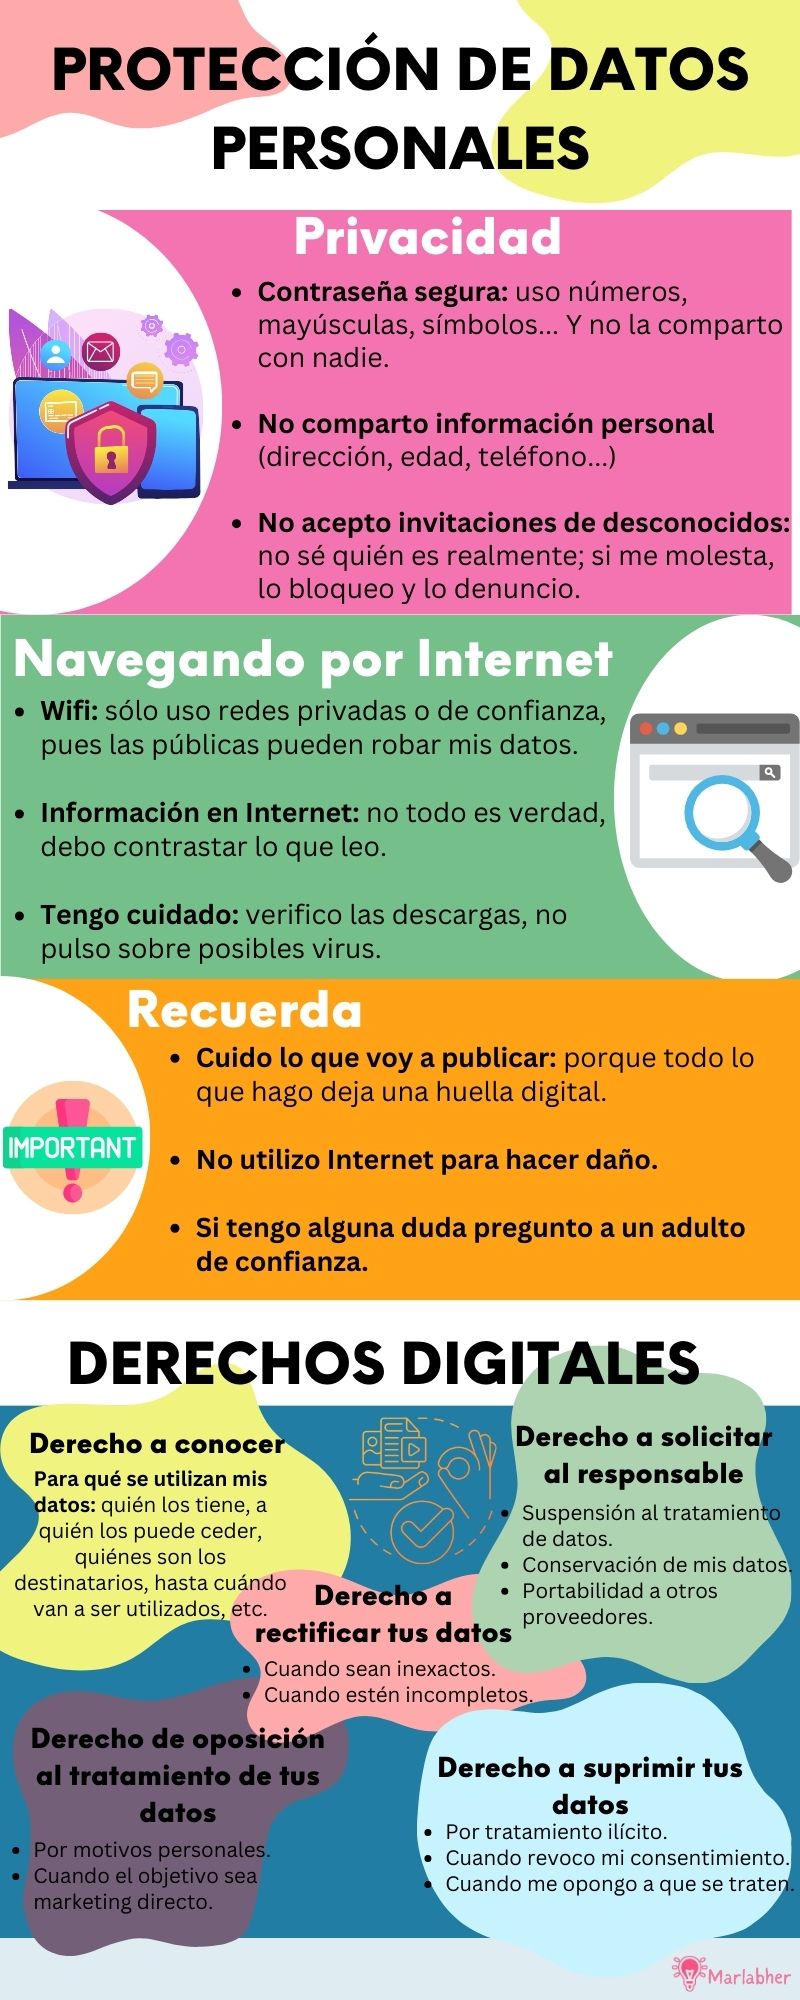 PROTECCIÓN DE DATOS
PERSONALES
Privacidad
• Contraseña segura: uso números,
mayúsculas, símbolos... Y no la comparto
con nadie.
• No comparto información personal
(dirección, edad, teléfono...)
• No acepto invitaciones de desconocidos:
no sé quién es realmente; si me molesta,
lo bloqueo y lo denuncio.
Navegando por Internet
• Wifi: sólo uso redes privadas o de confianza,
pues las públicas pueden robar mis datos.
• Información en Internet: no todo es verdad,
debo contrastar lo que leo.
• Tengo cuidado: verifico las descargas, no
pulso sobre posibles virus.
Recuerda
• Cuido lo que voy a publicar: porque todo lo
que hago deja una huella digital.
IMPORTANT
• No utilizo Internet para hacer daño.
• Si tengo alguna duda pregunto a un adulto
de confianza.
DERECHOS DIGITALES
Derecho a conocer
Para qué se utilizan mis
datos: quién los tiene, a
quién los puede ceder,
quiénes son los
destinatarios, hasta cuándo
van a ser utilizados, etc.
Derecho a solicitar
al responsable
• Suspensión al tratamiento
de datos.
• Conservación de mis datos.
• Portabilidad a otros
proveedores.
Derecho a
rectificar tus datos
• Cuando sean inexactos.
• Cuando estén incompletos.
Derecho de oposición
al tratamiento de tus
datos
• Por motivos personales.
• Cuando el objetivo sea
marketing directo.
Derecho a suprimir tus
datos
• Por tratamiento ilícito.
• Cuando revoco mi consentimiento.
• Cuando me opongo a que se traten.
Marlabher